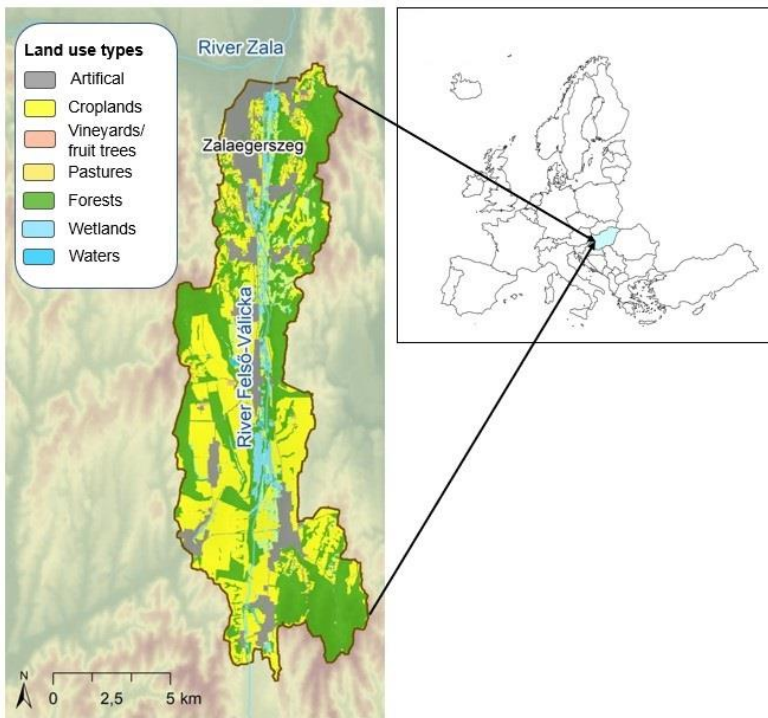 River Zala
Land use types
Artifical
Croplands
Vineyards/
fruit trees
Pastures
Forests
Wetlands
Waters
Zalaegerszeg
River Felső-Válicka
N
0 2,5 5 km